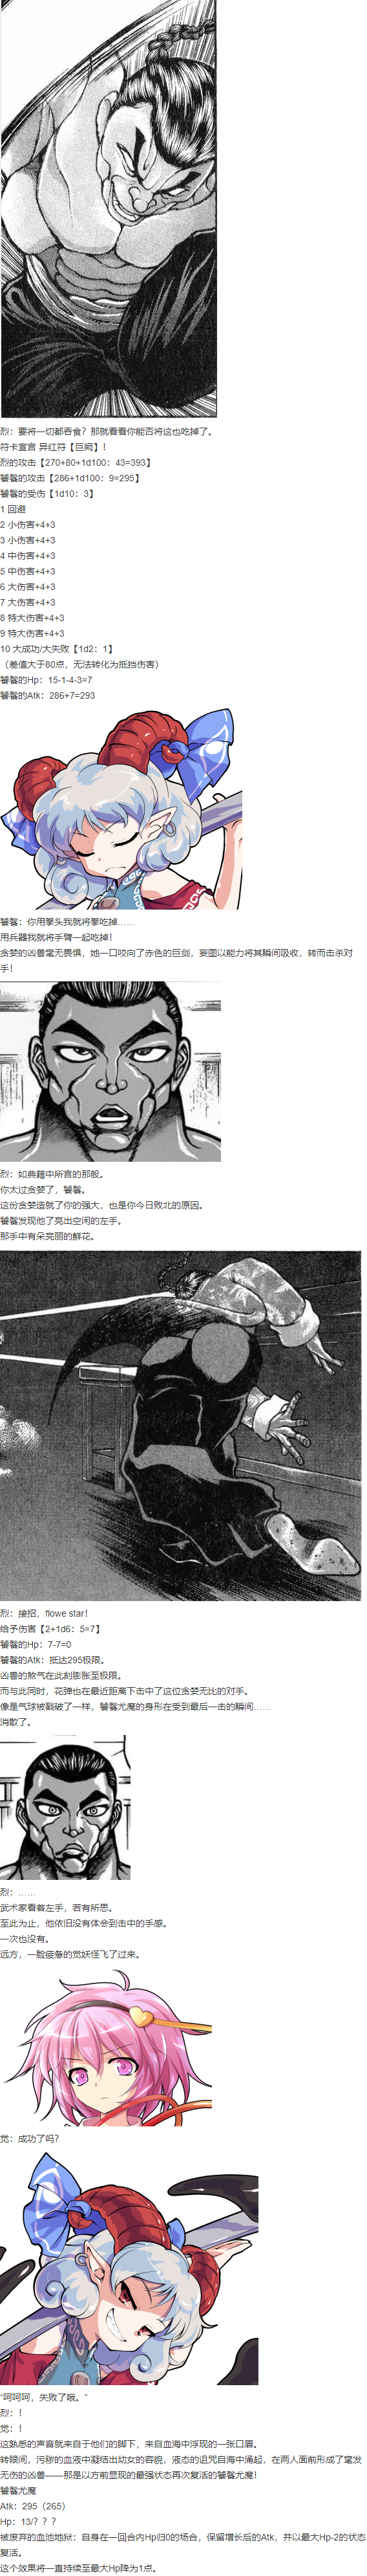 烈：要将一切都吞食？那就看看你能否将这也吃掉了。
符卡宣言 异红符【巨阙】！
烈的攻击【270+80+1d100：43=393】
饕餮的攻击【286+1d100：9=295】
饕餮的受伤【1d10：3】
1 回避
2 小伤害+4+3
3 小伤害+4+3
4 中伤害+4+3
5 中伤害+4+3
6 大伤害+4+3
7 大伤害+4+3
8 特大伤害+4+3
9 特大伤害+4+3
10 大成功/大失败【1d2：1】
（差值大于80点，无法转化为抵挡伤害）
饕餮的Hp：15-1-4-3=7
饕餮的Atk：286+7=293
饕餮：你用拳头我就将拳吃掉……
用兵器我就将手臂一起吃掉！
贪婪的凶兽毫无畏惧，她一口咬向了赤色的巨剑，妄图以能力将其瞬间吸收，转而击杀对
手！
烈：如典籍中所言的那般。
你太过贪婪了，饕餮。
这份贪婪造就了你的强大，也是你今日败北的原因。
饕餮发现他了亮出空闲的左手。
那手中有朵亮丽的鲜花。
烈：接招，flowe star！
给予伤害【2+1d6：5=7】
饕餮的Hp：7-7=0
饕餮的Atk：抵达295极限。
凶兽的煞气在此刻膨胀至极限。
而与此同时，花弹也在最近距离下击中了这位贪婪无比的对手。
像是气球被戳破了一样，饕餮尤魔的身形在受到最后一击的瞬间……
消散了。
烈：……
武术家看着左手，若有所思。
至此为止，他依旧没有体会到击中的手感。
一次也没有。
远方，一脸疲惫的觉妖怪飞了过来。
觉：成功了吗？
“呵呵呵，失败了哦。”
烈：！
觉：！
这熟悉的声音就来自于他们的脚下，来自血海中浮现的一张口唇。
转眼间，污秽的血液中凝结出幼女的容貌，液态的诅咒自海中涌起，在两人面前形成了毫发
无伤的凶兽——那是以方前显现的最强状态再次复活的饕餮尤魔！
饕餮尤魔
Atk：295（265）
Hp：13/？？？
被废弃的血池地狱：自身在一回合内Hp归0的场合，保留增长后的Atk，并以最大Hp-2的状态
复活。
这个效果将一直持续至最大Hp降为1点。